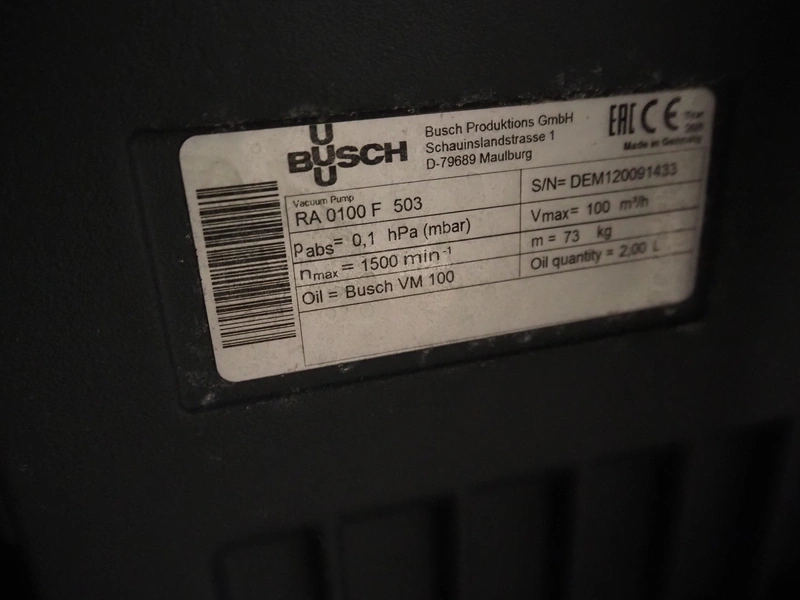 BUSCH
Busch Produktions GmbH
Schauinslandstrasse 1
D-79689 Maulburg
EAC CE
Made in Germany
Vacuum Pump
RA 0100 F 503
S/N= DEM120091433
pabs= 0,1 hPa (mbar)
Vmax= 100 m³/h
nmax = 1500 min⁻¹
m = 73 kg
Oil = Busch VM 100
Oil quantity = 2,00 L